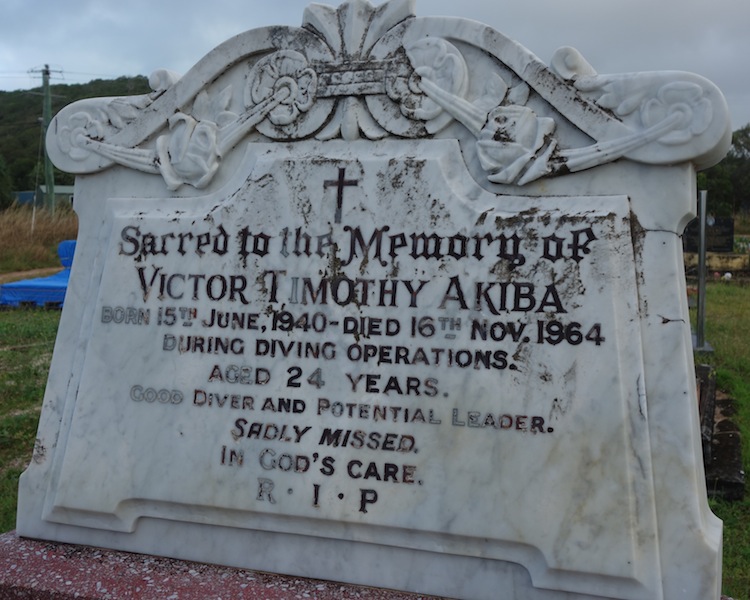 Sacred to the Memory of
VICTOR TIMOTHY AKIBA
BORN 15TH JUNE, 1940-DIED 16TH NOV. 1964
DURING DIVING OPERATIONS.
AGED 24 YEARS.
GOOD DIVER AND POTENTIAL LEADER.
SADLY MISSED.
IN GOD'S CARE.
R·I·P